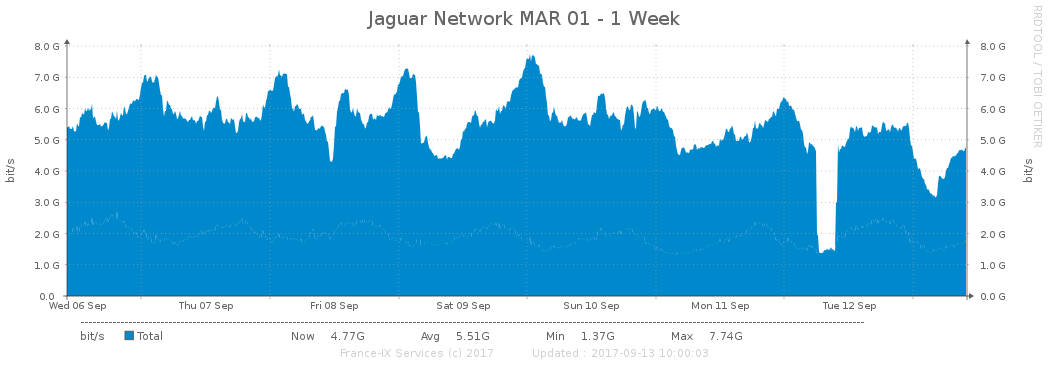 Jaguar Network MAR 01 - 1 Week
RRDTOOL / TOBI OETIKER
bit/s
8.0 G
7.0 G
6.0 G
5.0 G
4.0 G
3.0 G
2.0 G
1.0 G
0.0
8.0 G
7.0 G
6.0 G
5.0 G
4.0 G
3.0 G
2.0 G
1.0 G
0.0 G
bit/s
Wed 06 Sep Thu 07 Sep Fri 08 Sep Sat 09 Sep Sun 10 Sep Mon 11 Sep Tue 12 Sep
bit/s Total Now 4.77G Avg 5.51G Min 1.37G Max 7.74G
France-IX Services (c) 2017 Updated : 2017-09-13 10:00:03